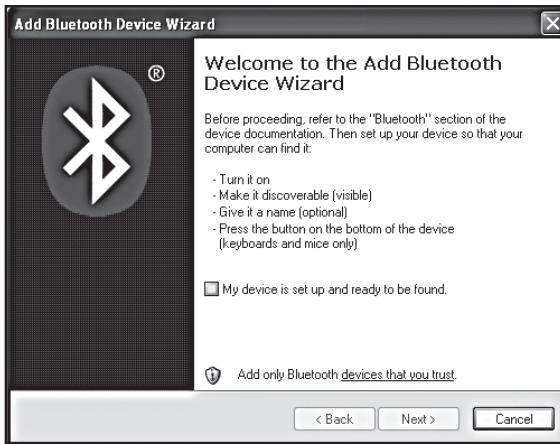 Add Bluetooth Device Wizard
®
Welcome to the Add Bluetooth
Device Wizard
Before proceeding, refer to the "Bluetooth" section of the
device documentation. Then set up your device so that your
computer can find it:
- Turn it on
- Make it discoverable (visible)
- Give it a name (optional)
- Press the button on the bottom of the device
(keyboards and mice only)
My device is set up and ready to be found.
Add only Bluetooth devices that you trust.
< Back
Next >
Cancel